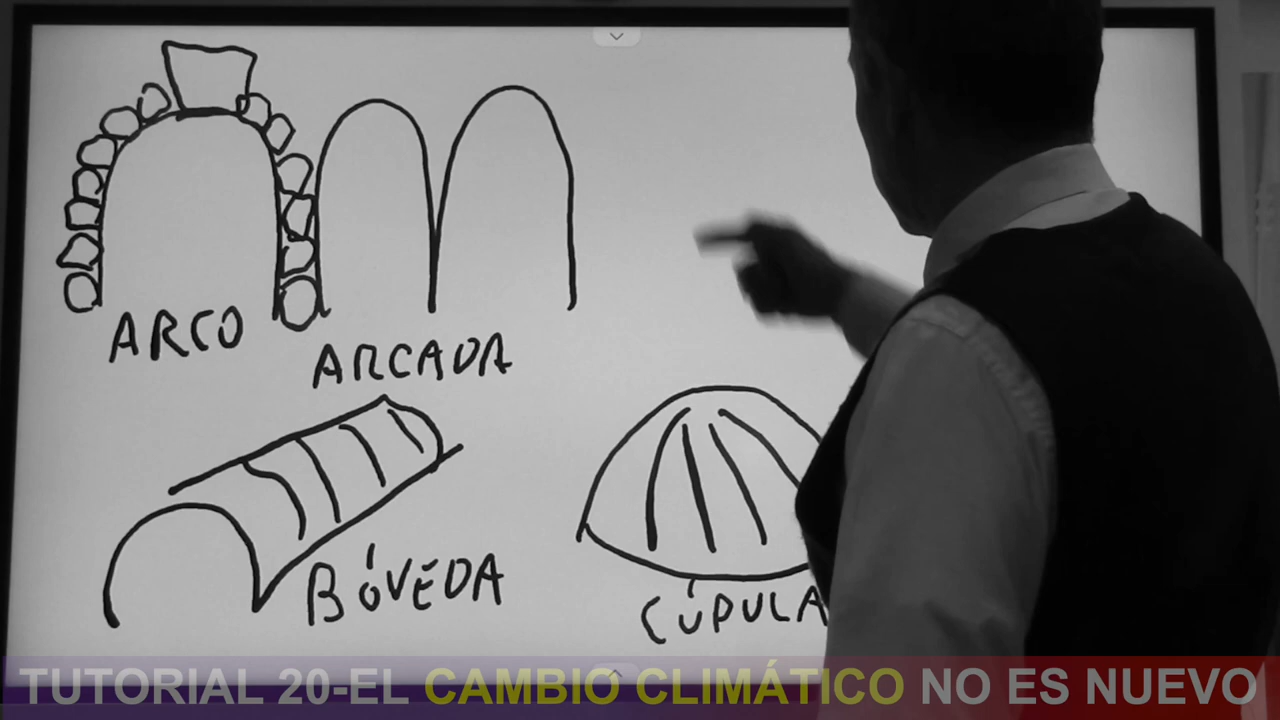 ARCO
ARCADA
BÓVEDA
CÚPULA
TUTORIAL 20-EL CAMBIO CLIMÁTICO NO ES NUEVO